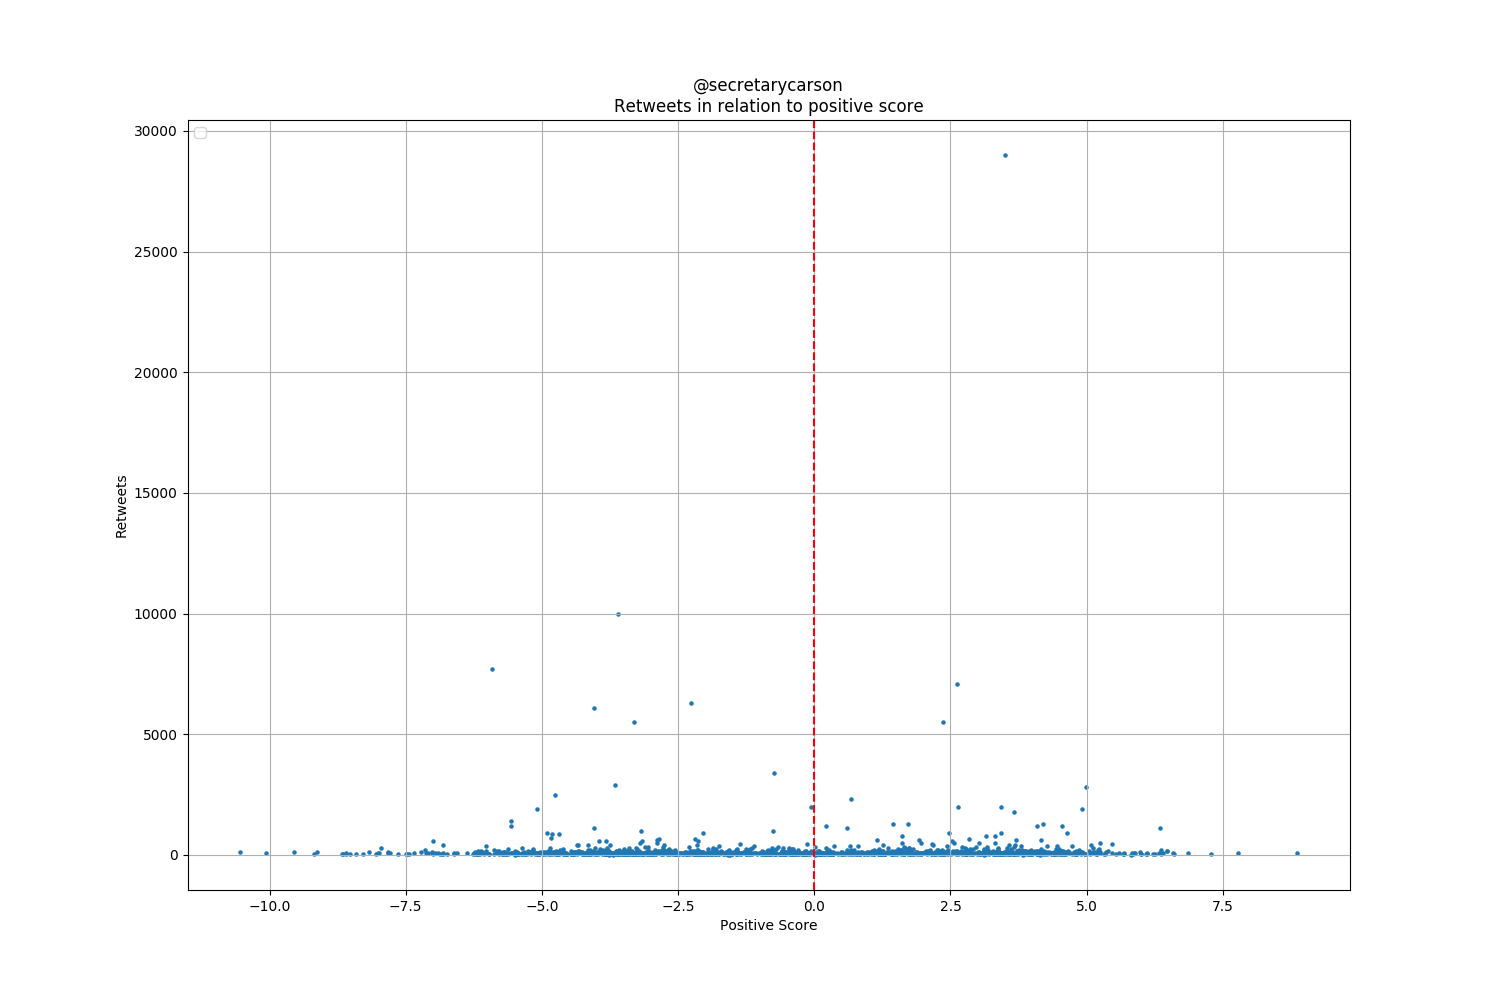 @secretarycarson
Retweets in relation to positive score
30000
25000
20000
15000
10000
5000
0
Retweets
−10.0 −7.5 −5.0 −2.5 0.0 2.5 5.0 7.5
Positive Score